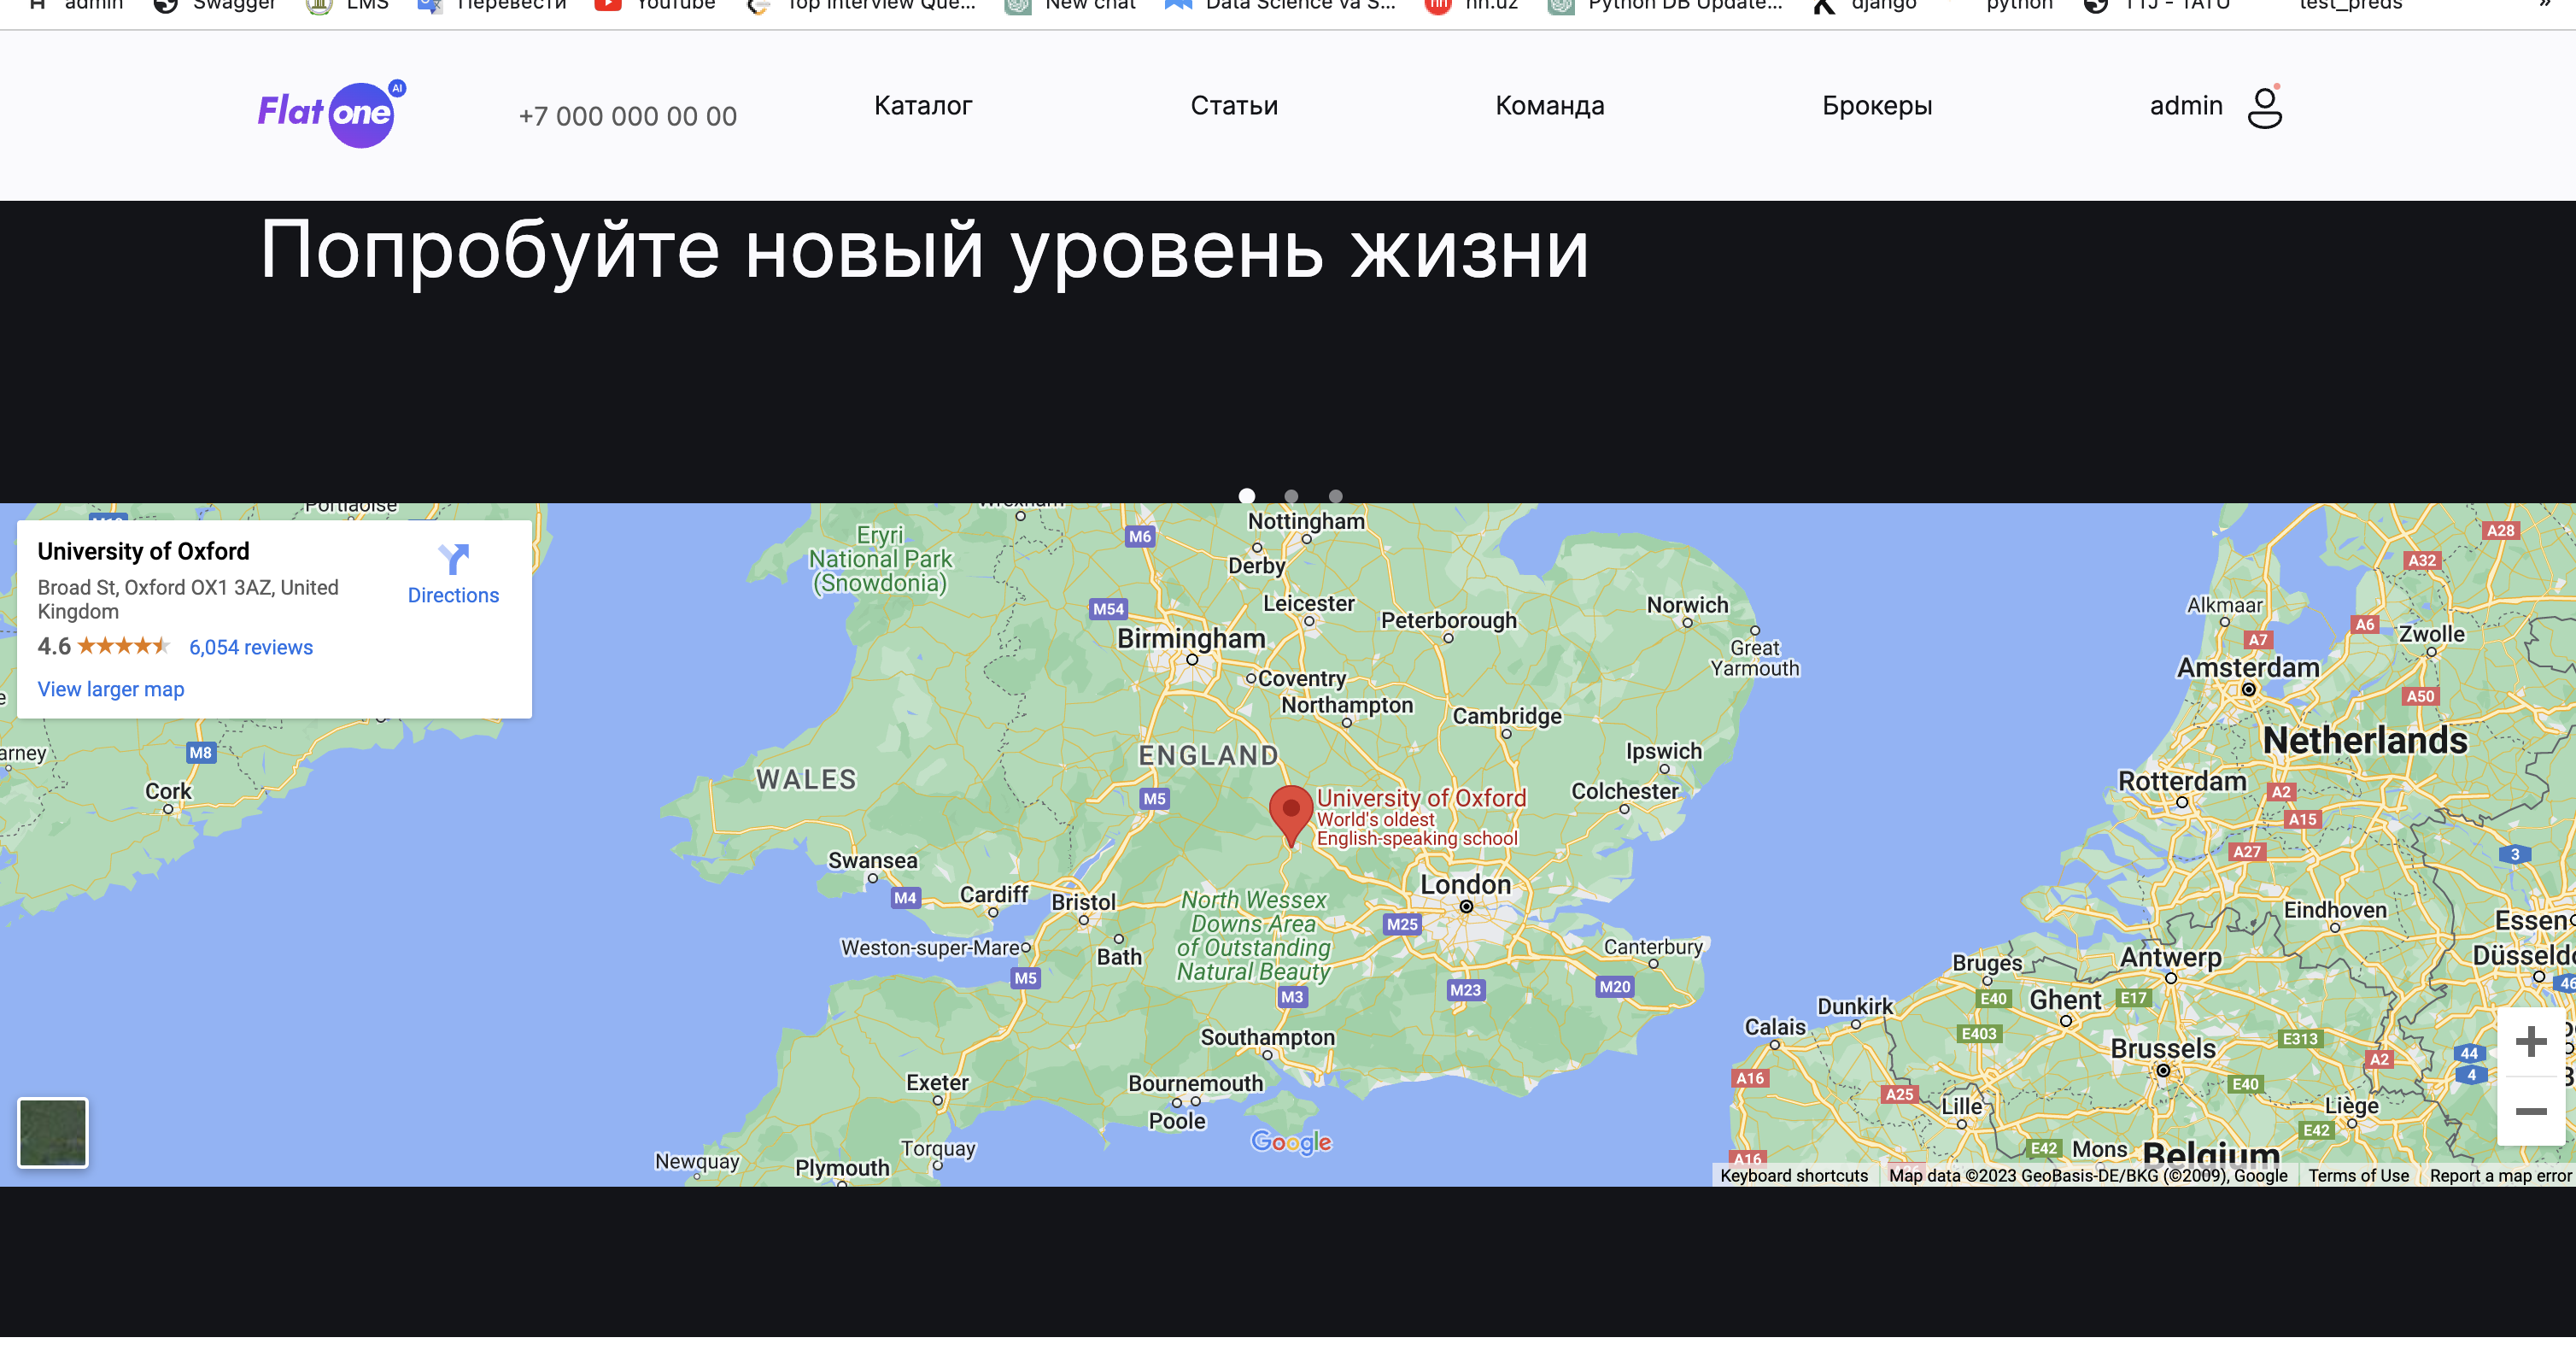 admin Swagger LMS Перевести YouTube Top Interview Que... New chat Data Science va S... hh.uz Python DB Update... django python TTJ - TATU test_preds »
Flat one AI
+7 000 000 00 00 Каталог Статьи Команда Брокеры admin
Попробуйте новый уровень жизни
Portlaoise
Wrexham
University of Oxford
Broad St, Oxford OX1 3AZ, United
Kingdom
4.6 6,054 reviews
View larger map
Directions
Eryri
National Park
(Snowdonia)
M6
Nottingham
Derby
M54
Leicester
Birmingham
Peterborough
Norwich
Great
Yarmouth
Coventry
Northampton
Cambridge
ENGLAND
WALES
Ipswich
Colchester
M5
University of Oxford
World's oldest
English-speaking school
M8
Cork
Swansea
M4
Cardiff
Bristol
London
North Wessex
Downs Area
of Outstanding
Natural Beauty
M25
Weston-super-Mare
Bath
Canterbury
M5
M3
M23
M20
Southampton
Exeter
Bournemouth
Poole
Torquay
Newquay
Plymouth
Google
A28
A32
Alkmaar
A6
A7
Zwolle
Amsterdam
A50
Netherlands
Rotterdam
A2
A15
A27
3
Eindhoven
Essen
Bruges
Antwerp
E40
Ghent
E17
Dunkirk
Calais
E403
E313
Brussels
A2
44
4
46
A16
A25
E40
Lille
Liège
E42
E42
Mons
Belgium
A16
Keyboard shortcuts Map data ©2023 GeoBasis-DE/BKG (©2009), Google Terms of Use Report a map error